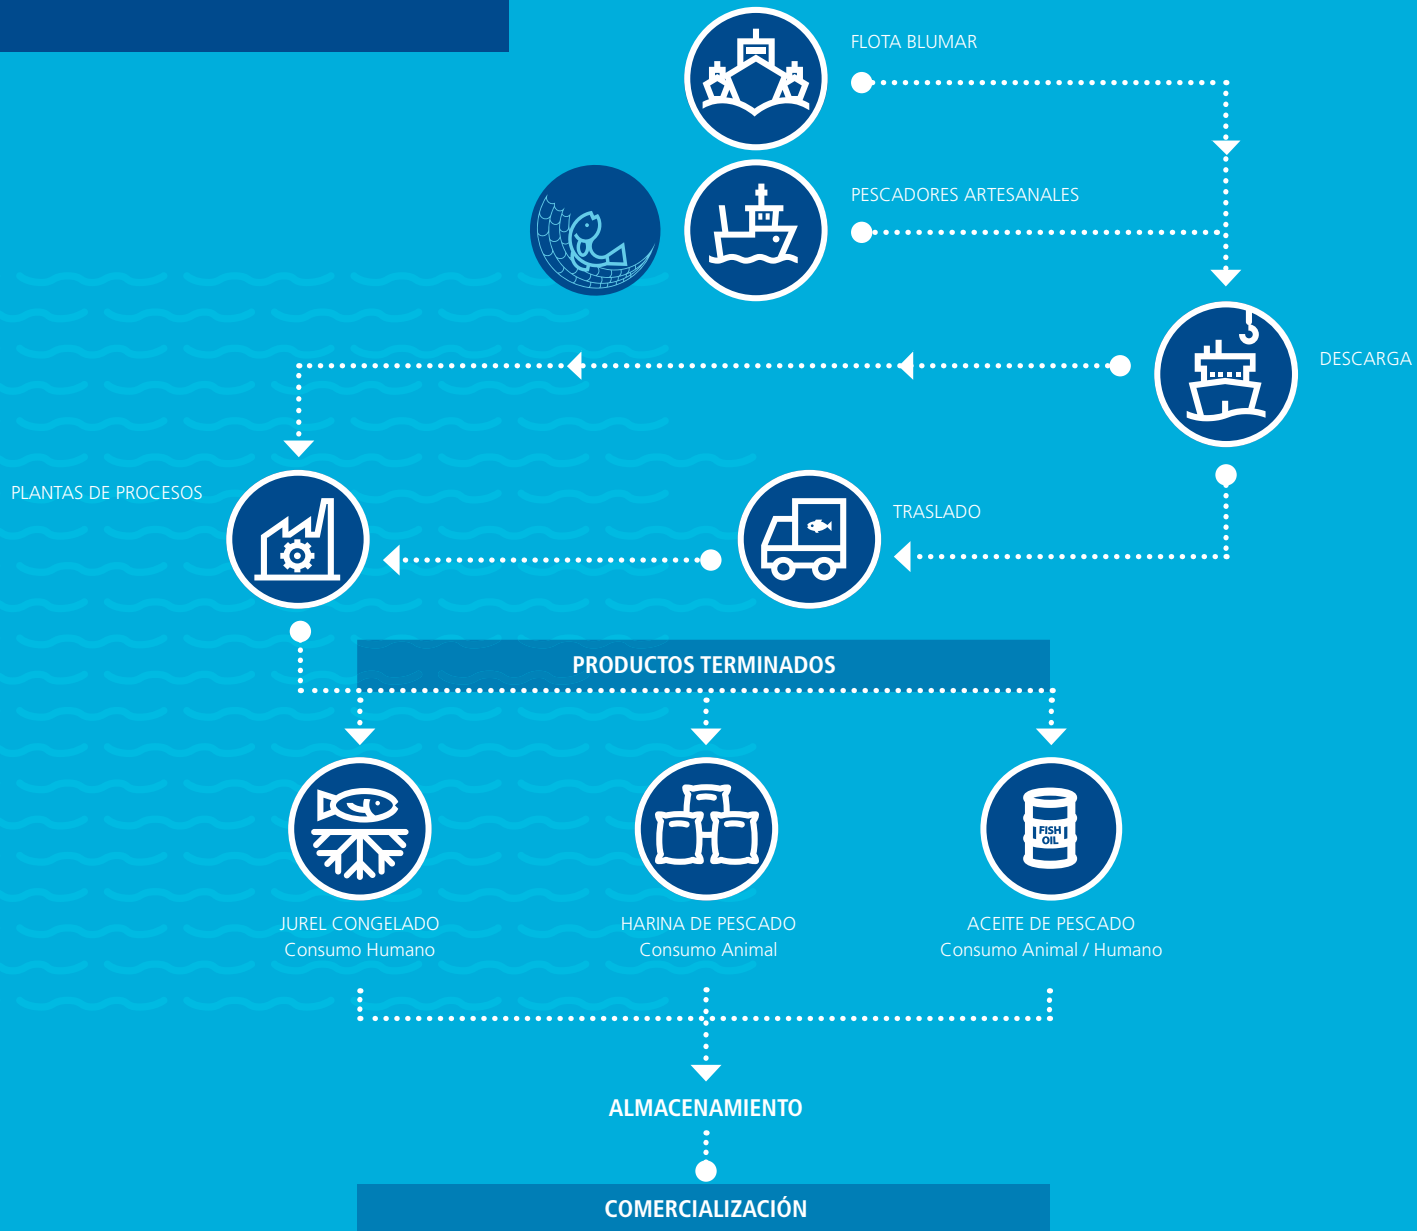 FLOTA BLUMAR
PESCADORES ARTESANALES
DESCARGA
PLANTAS DE PROCESOS
TRASLADO
PRODUCTOS TERMINADOS
FISH
OIL
JUREL CONGELADO
Consumo Humano
HARINA DE PESCADO
Consumo Animal
ACEITE DE PESCADO
Consumo Animal / Humano
ALMACENAMIENTO
COMERCIALIZACIÓN